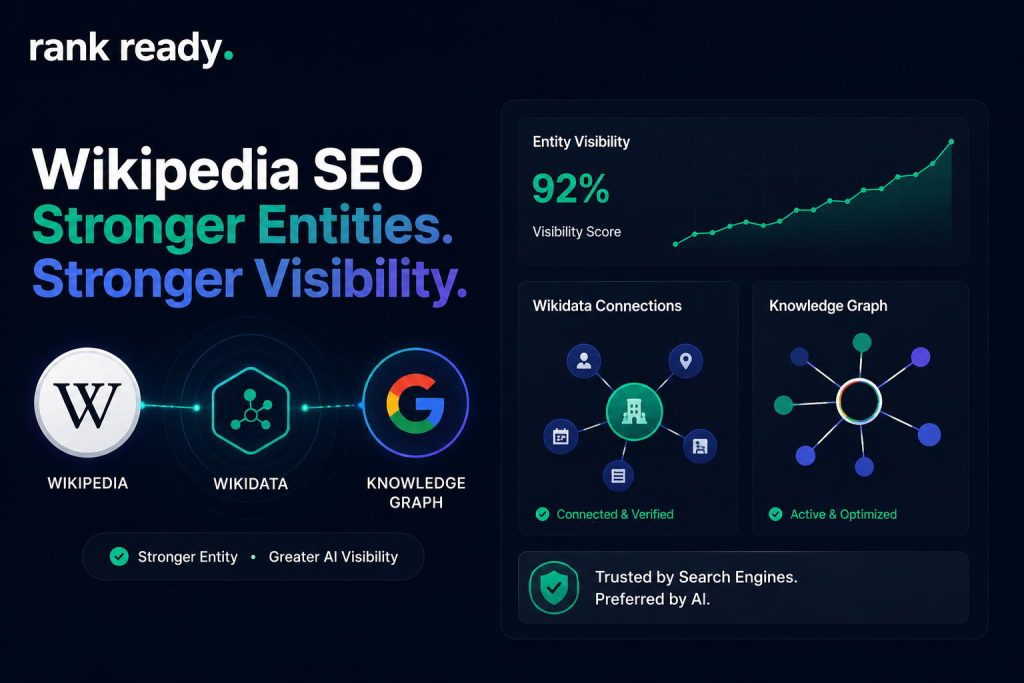 rank ready.
Wikipedia SEO
Stronger Entities.
Stronger Visibility.
W
WIKIPEDIA
WIKIDATA
G
KNOWLEDGE
GRAPH
Stronger Entity • Greater AI Visibility
Entity Visibility
92%
Visibility Score
Wikidata Connections
Connected & Verified
Knowledge Graph
Active & Optimized
Trusted by Search Engines.
Preferred by AI.